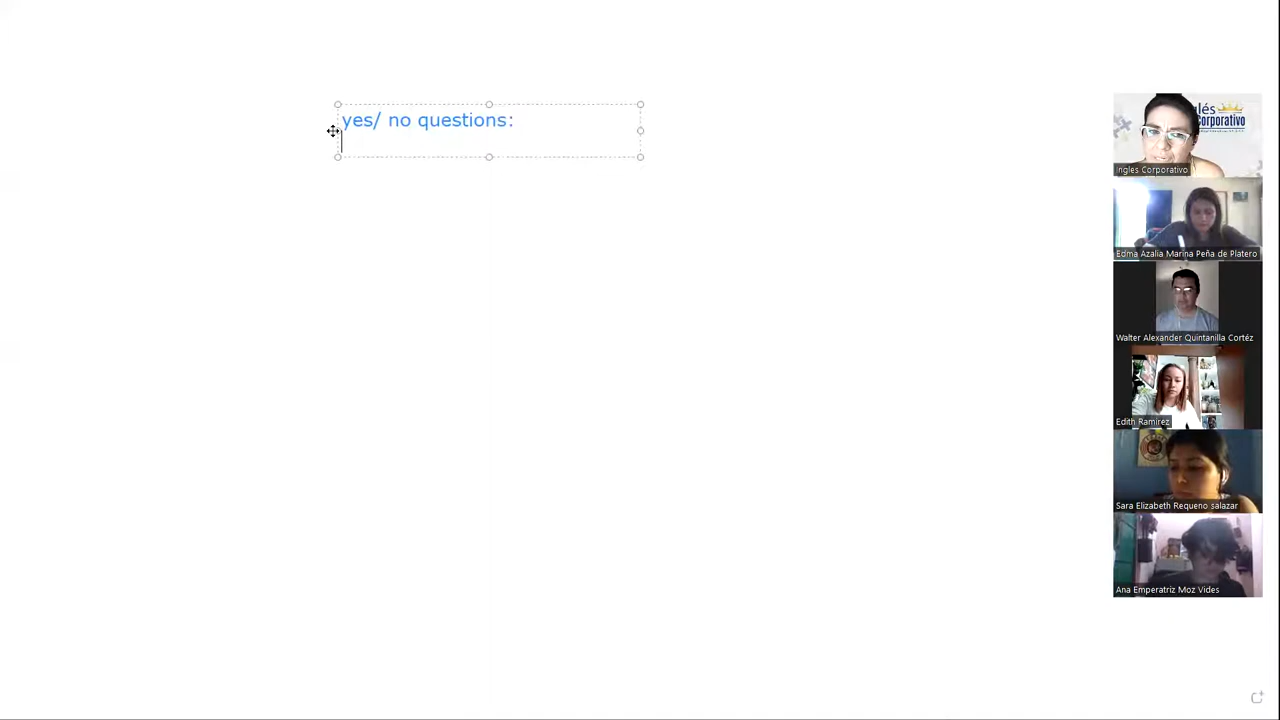 yes/ no questions:
glés
Corporativo
Ingles Corporativo
Edma Azalia Marina Peña de Platero
Walter Alexander Quintanilla Cortéz
Edith Ramirez
Sara Elizabeth Requeno salazar
Ana Emperatriz Moz Vides